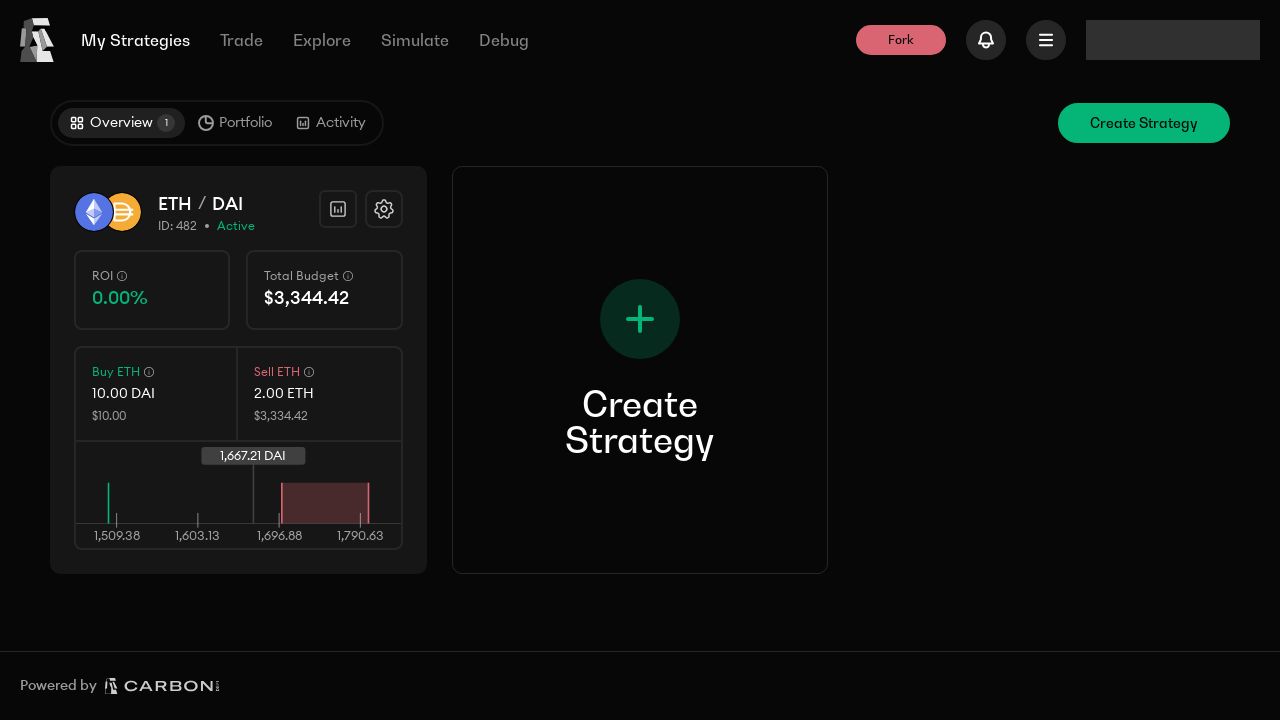 My Strategies
Trade
Explore
Simulate
Debug
Fork
Overview 1
Portfolio
Activity
Create Strategy
ETH / DAI
ID: 482 • Active
ROI
0.00%
Total Budget
$3,344.42
Buy ETH
10.00 DAI
$10.00
Sell ETH
2.00 ETH
$3,334.42
1,667.21 DAI
1,509.38
1,603.13
1,696.88
1,790.63
Create
Strategy
Powered by
CARBON